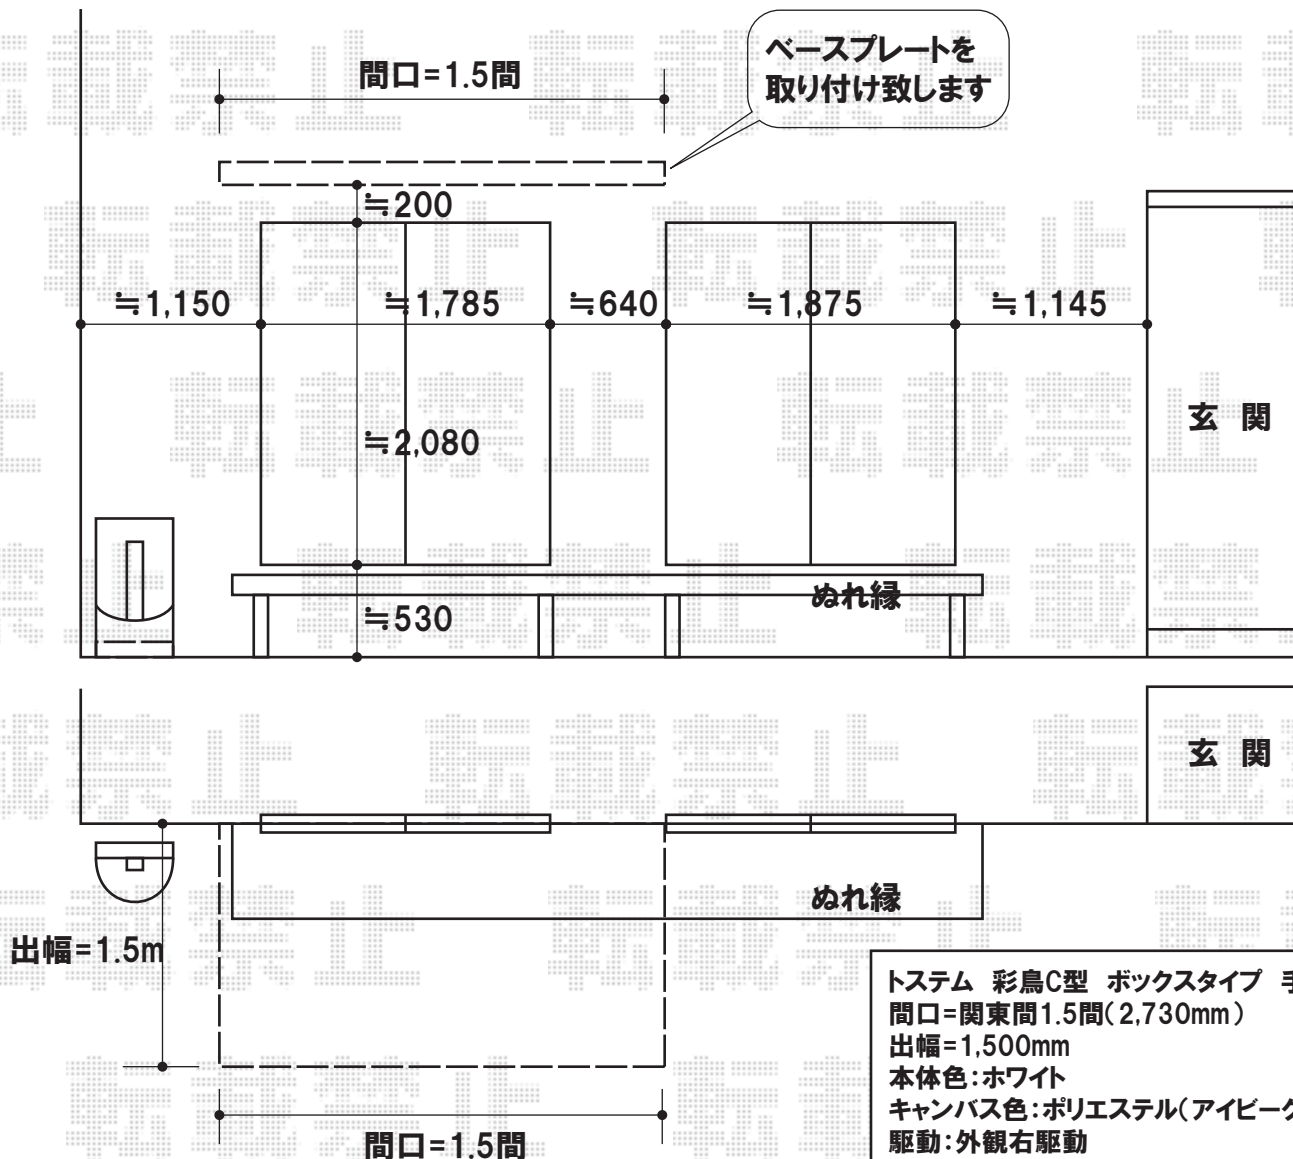 間口=1.5間
ベースプレートを
取り付け致します
≒200
≒1,150
≒1,785
≒640
≒1,875
≒1,145
≒2,080
玄 関
ぬれ縁
≒530
玄 関
ぬれ縁
出幅=1.5m
間口=1.5間
トステム 彩鳥C型 ボックスタイプ
間口=関東間1.5間(2,730mm)
出幅=1,500mm
本体色:ホワイト
キャンバス色:ポリエステル(アイビー
駆動:外観右駆動
転載禁止